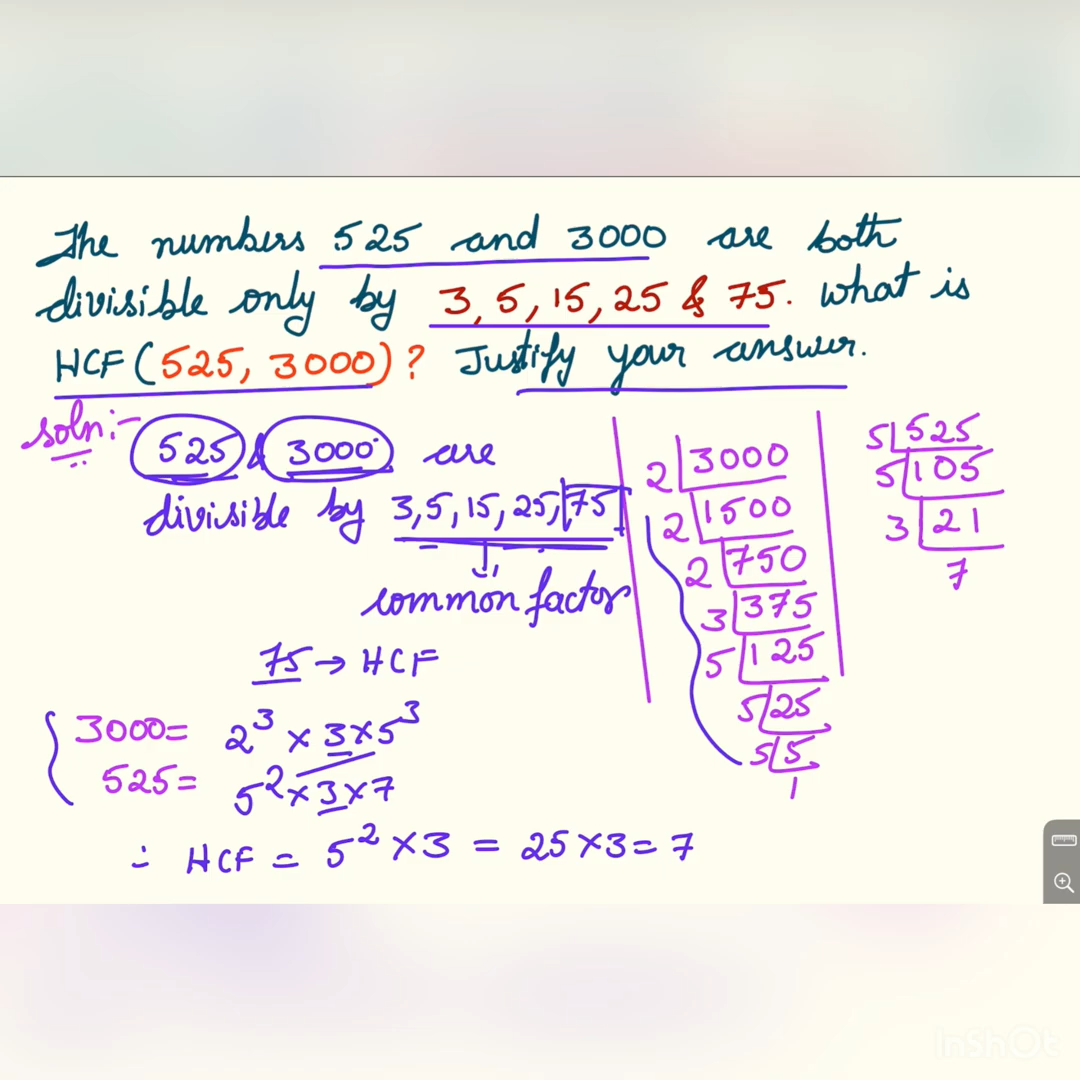 The numbers 525 and 3000 are both
divisible only by 3, 5, 15, 25 & 75. what is
HCF (525, 3000)? Justify your answer.
soln:-
525 & 3000 are
divisible by 3, 5, 15, 25, 75
common factor
75 → HCF
3000 = 2³ × 3 × 5³
525 = 5² × 3 × 7
∴ HCF = 5² × 3 = 25 × 3 = 7
2 | 3000
2 | 1500
2 | 750
3 | 375
5 | 125
5 | 25
5 | 5
1
5 | 525
5 | 105
3 | 21
7
InShOt